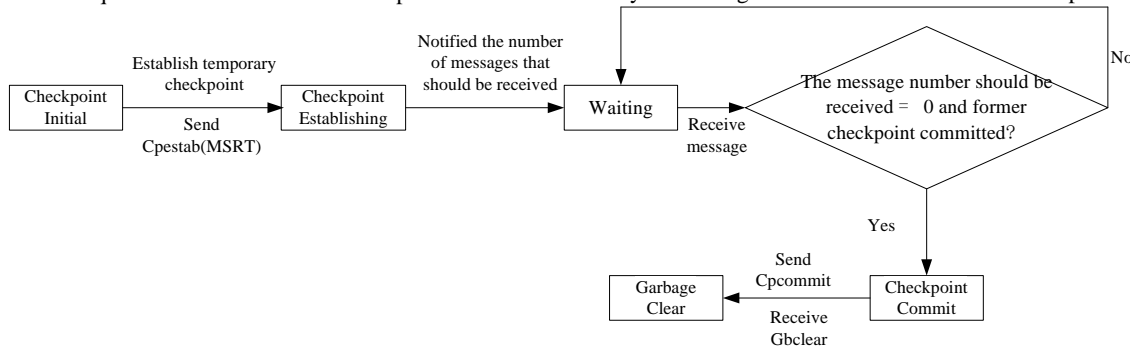 No
Notified the number
of messages that
should be received
Establish temporary
checkpoint
Checkpoint
Initial
Send
Cpestab(MSRT)
Checkpoint
Establishing
Waiting
Receive
message
The message number should be
received = 0 and former
checkpoint committed?
Yes
Send
Cpcommit
Garbage
Clear
Receive
Gbclear
Checkpoint
Commit